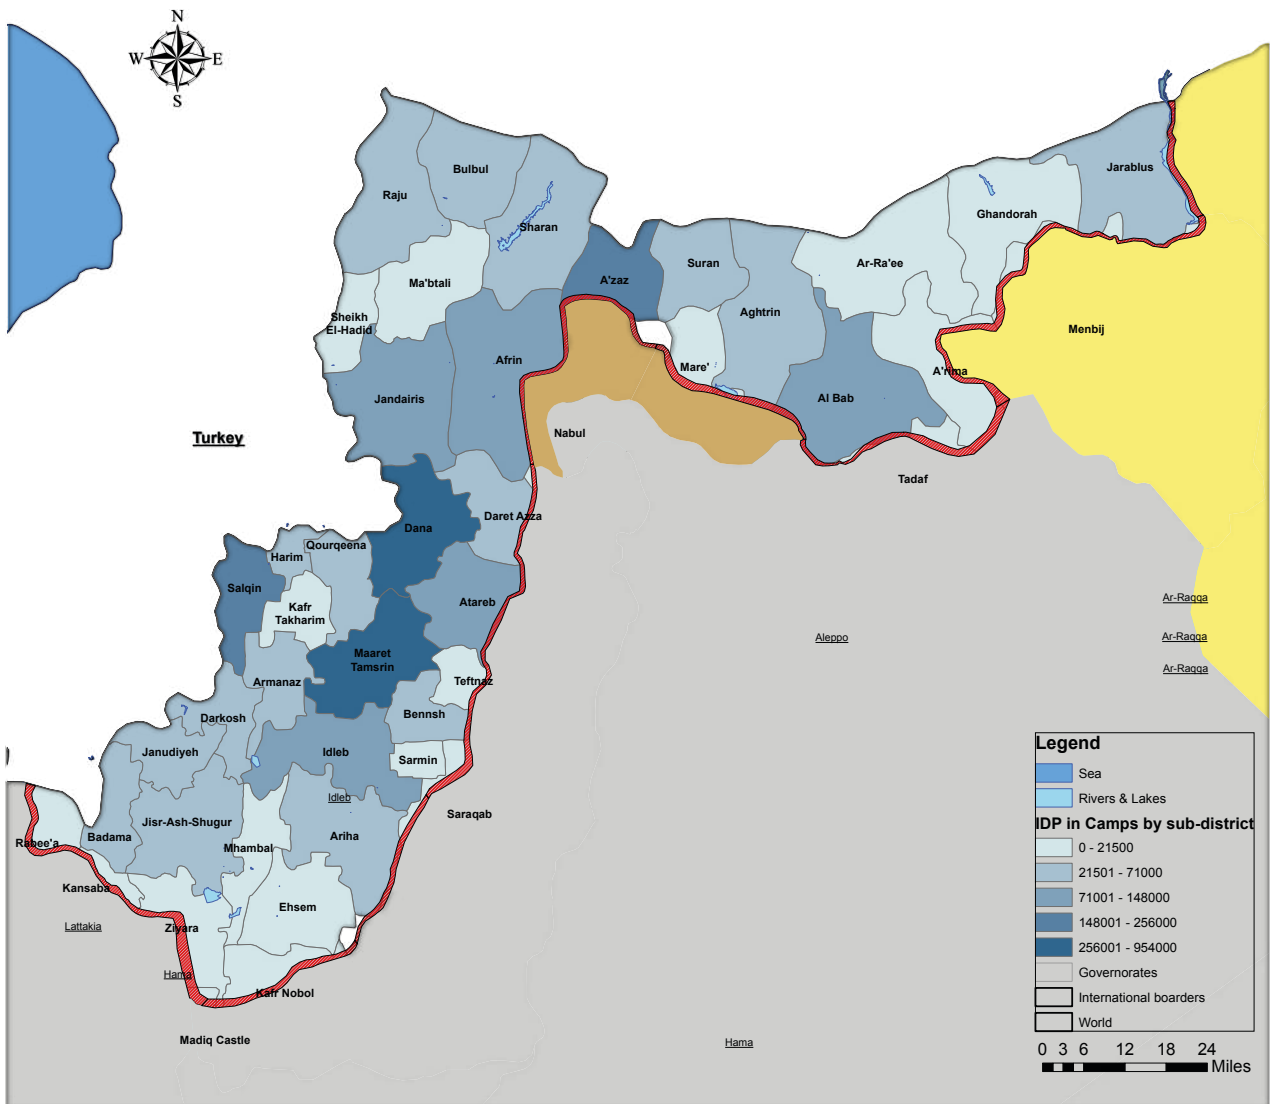 N
W
E
S
Bulbul
Raju
Jarablus
Ghandorah
Sharan
Ar-Ra'ee
Suran
A'zaz
Ma'btali
Aghtrin
Sheikh
El-Hadid
Menbij
Afrin
Mare'
A'rima
Jandairis
Al Bab
Nabul
Turkey
Tadaf
Daret Azza
Dana
Qourqeena
Harim
Salqin
Atareb
Kafr
Takharim
Ar-Raqqa
Aleppo
Ar-Raqqa
Maaret
Tamsrin
Ar-Raqqa
Armanaz
Teftnaz
Bennsh
Darkosh
Janudiyeh
Idleb
Sarmin
Idleb
Saraqab
Jisr-Ash-Shugur
Badama
Ariha
Rabee'a
Mhambal
Kansaba
Ehsem
Lattakia
Ziyara
Hama
Kafr Nobol
Madiq Castle
Hama
Legend
Sea
Rivers & Lakes
IDP in Camps by sub-district
0 - 21500
21501 - 71000
71001 - 148000
148001 - 256000
256001 - 954000
Governorates
International boarders
World
0 3 6 12 18 24
Miles